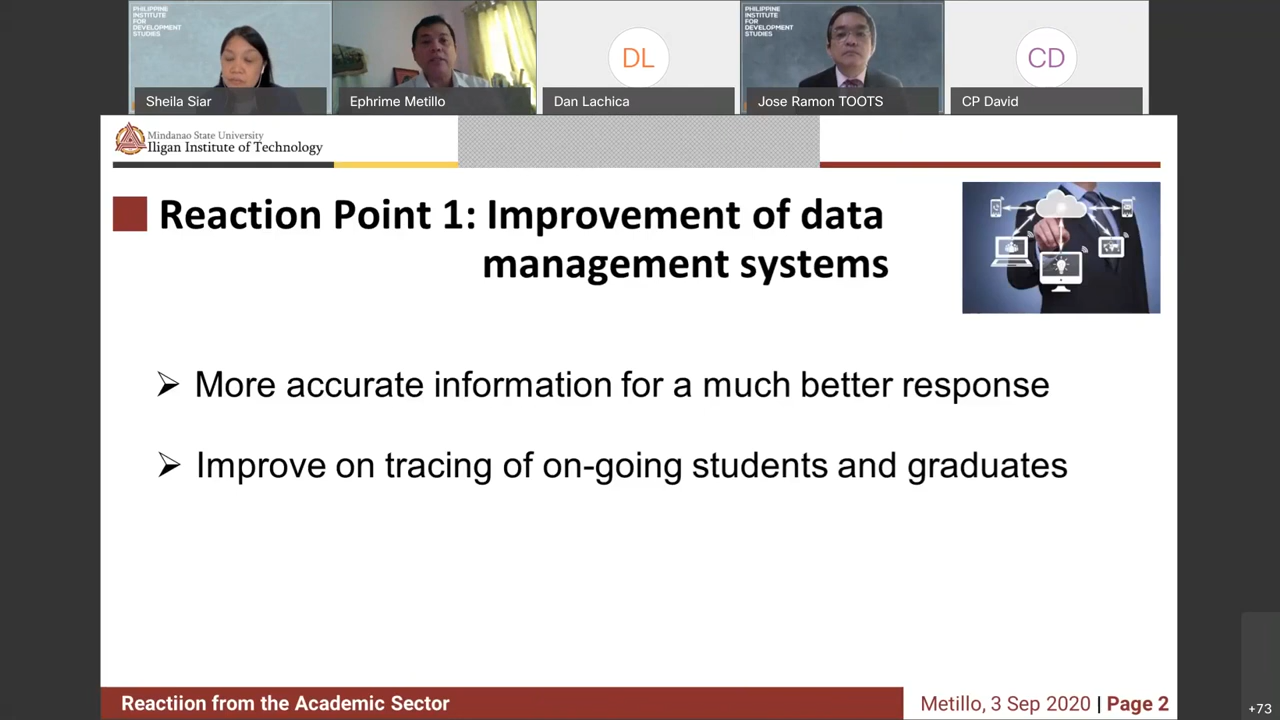 PHILIPPINE
INSTITUTE
FOR
DEVELOPMENT
STUDIES
PHILIPPINE
INSTITUTE
FOR
DEVELOPMENT
STUDIES
DL
CD
Sheila Siar
Ephrime Metillo
Dan Lachica
Jose Ramon TOOTS
CP David
Mindanao State University
Iligan Institute of Technology
Reaction Point 1: Improvement of data
management systems
➢ More accurate information for a much better response
➢ Improve on tracing of on-going students and graduates
Reactiion from the Academic Sector
Metillo, 3 Sep 2020 | Page 2
+73